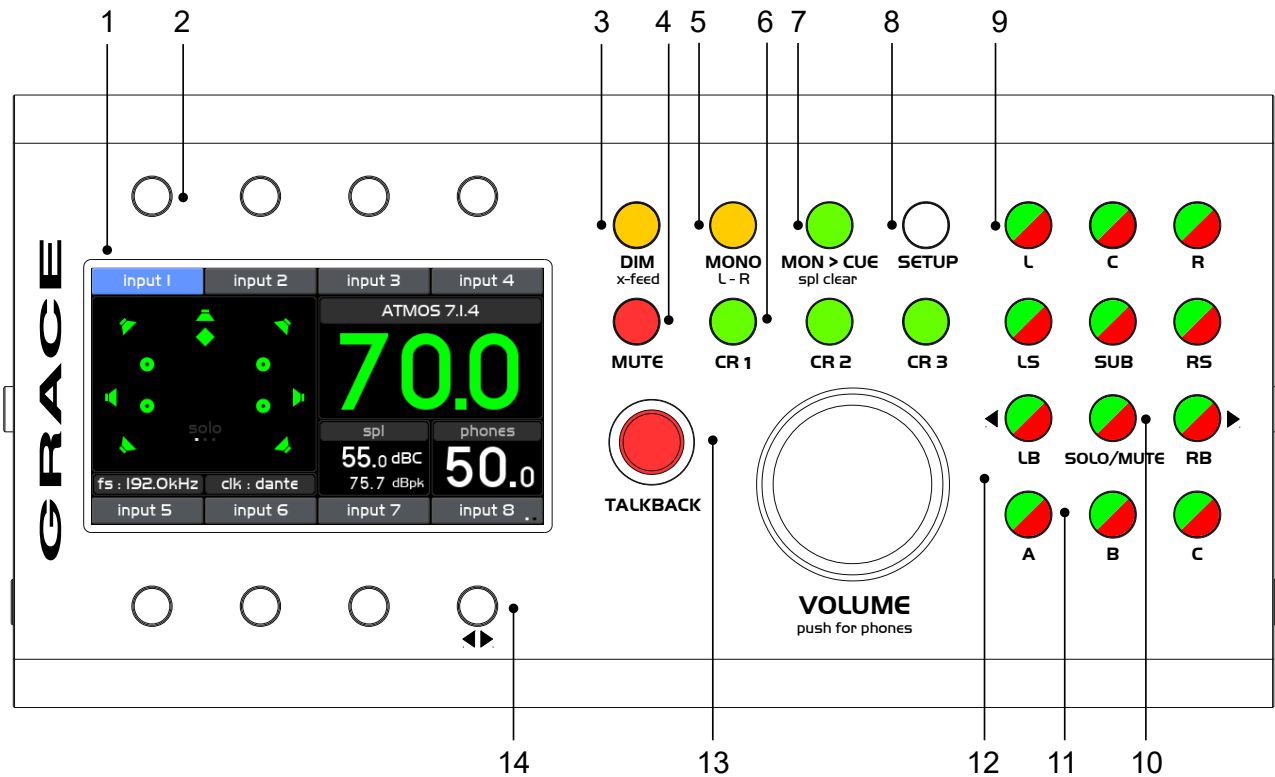 1 2 3 4 5 6 7 8 9
GRACE
input 1 input 2 input 3 input 4
ATMOS 7.1.4
70.0
solo
spl phones
55.0 dBC
75.7 dBpk
50.0
fs : 192.0kHz clk : dante
input 5 input 6 input 7 input 8
DIM MONO MON > CUE SETUP
x-feed L - R spl clear
MUTE CR 1 CR 2 CR 3
TALKBACK
VOLUME
push for phones
L C R
LS SUB RS
LB SOLO/MUTE RB
A B C
14 13 12 11 10